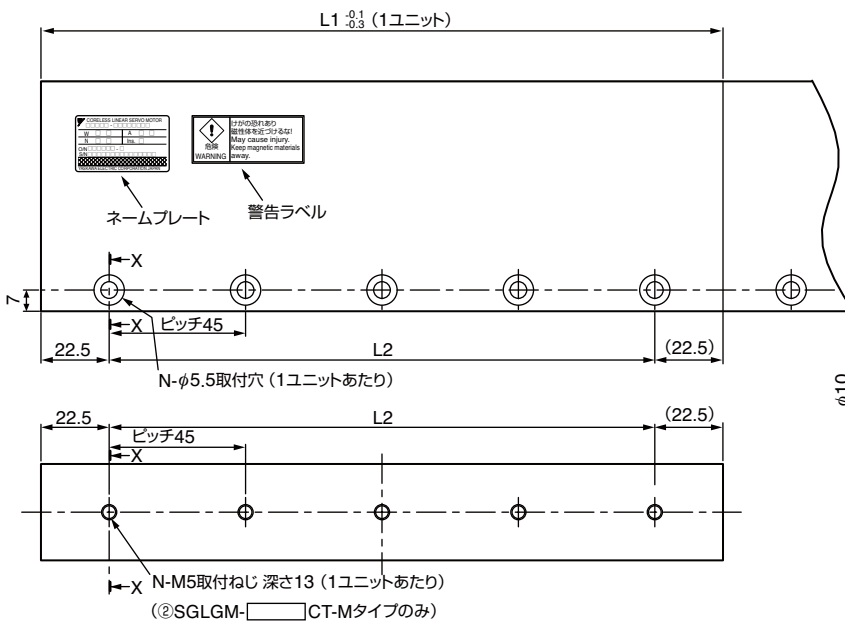 L1 -0.1 -0.3 (1ユニット)
CORELESS LINEAR SERVO MOTOR
□□□□□-□□□□□□□□
W □ □ A □ □
N □ □ Ins. □
O/N□□□□□□-□
S/N□□□□□□□□□□□□□□□
YASKAWA ELECTRIC CORPORATION JAPAN
けがの恐れあり
磁性体を近づけるな!
May cause injury.
Keep magnetic materials
away.
危険
WARNING
ネームプレート
警告ラベル
X
7
X
ピッチ45
22.5
L2
(22.5)
N-φ5.5取付穴 (1ユニットあたり)
φ10
22.5
L2
(22.5)
ピッチ45
X
N-M5取付ねじ 深さ13 (1ユニットあたり)
X
(②SGLGM-□CT-Mタイプのみ)